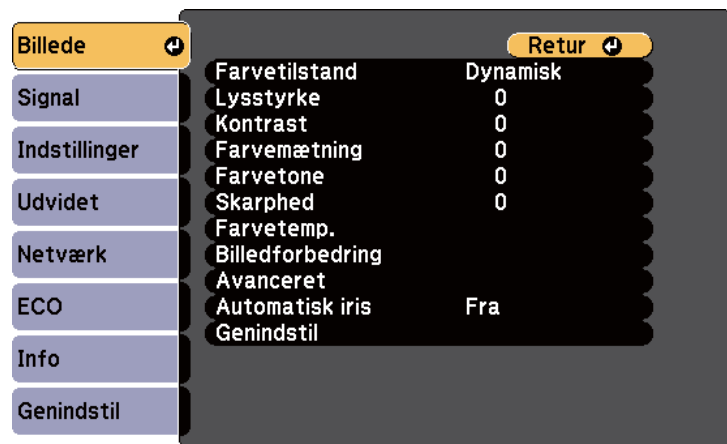 Billede
Signal
Indstillinger
Udvidet
Netværk
ECO
Info
Genindstil
Retur
Farvetilstand Dynamisk
Lysstyrke 0
Kontrast 0
Farvemætning 0
Farvetone 0
Skarphed 0
Farvetemp.
Billedforbedring
Avanceret
Automatisk iris Fra
Genindstil